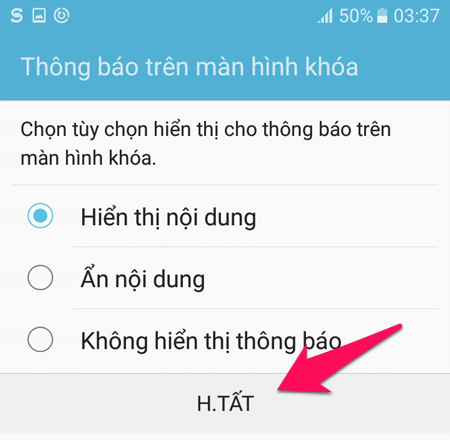 50% 03:37
Thông báo trên màn hình khóa
Chọn tùy chọn hiển thị cho thông báo trên
màn hình khóa.
Hiển thị nội dung
Ẩn nội dung
Không hiển thị thông báo
H.TẤT